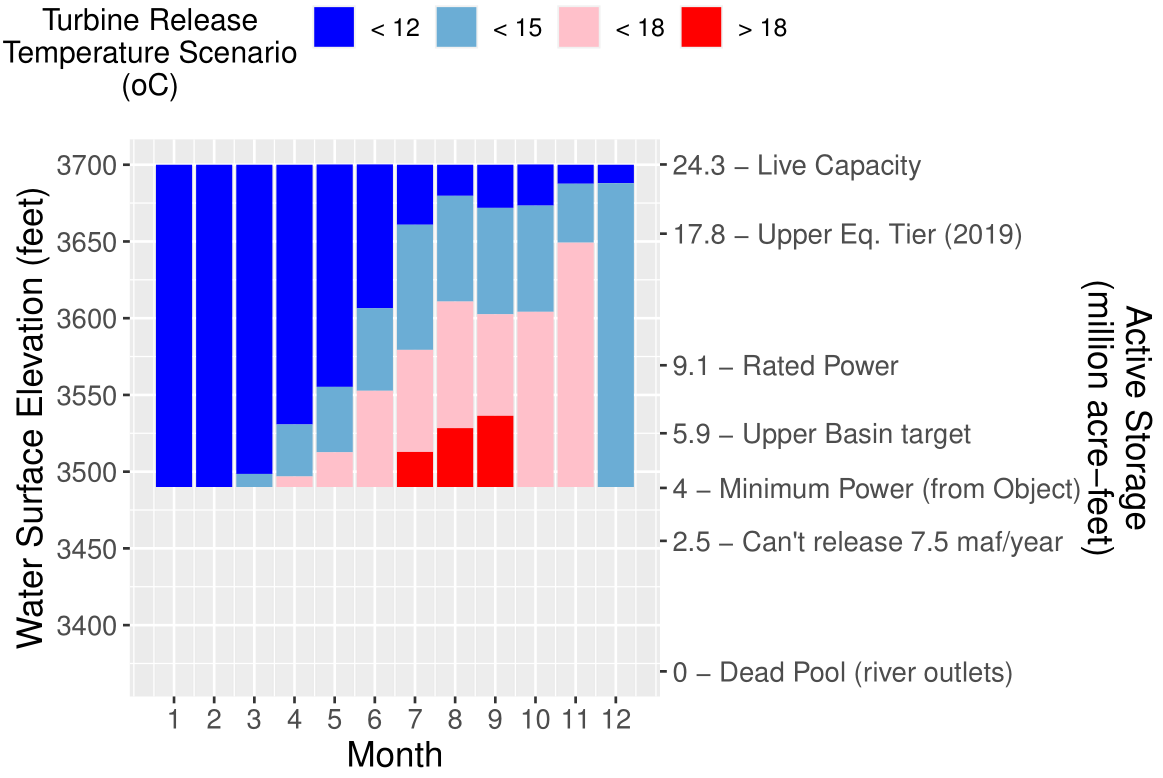 Turbine Release
Temperature Scenario
(oC)
< 12
< 15
< 18
> 18
Water Surface Elevation (feet)
3700
3650
3600
3550
3500
3450
3400
24.3 – Live Capacity
17.8 – Upper Eq. Tier (2019)
9.1 – Rated Power
5.9 – Upper Basin target
4 – Minimum Power (from Object)
2.5 – Can't release 7.5 maf/year
0 – Dead Pool (river outlets)
Active Storage
(million acre–feet)
1 2 3 4 5 6 7 8 9 10 11 12
Month